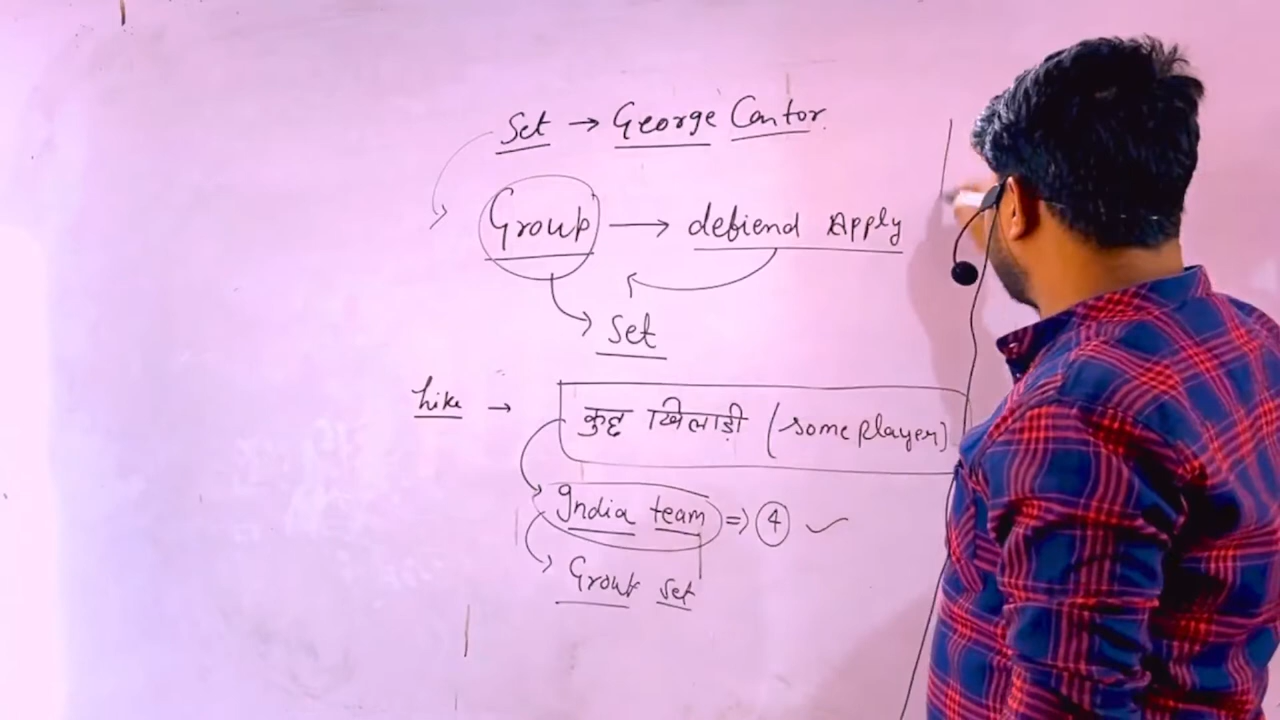 Set → George Cantor.
Group → defiend Apply
Set
Like → कुछ खिलाड़ी (some player)
India team ⇒ 4 ✓
Group set